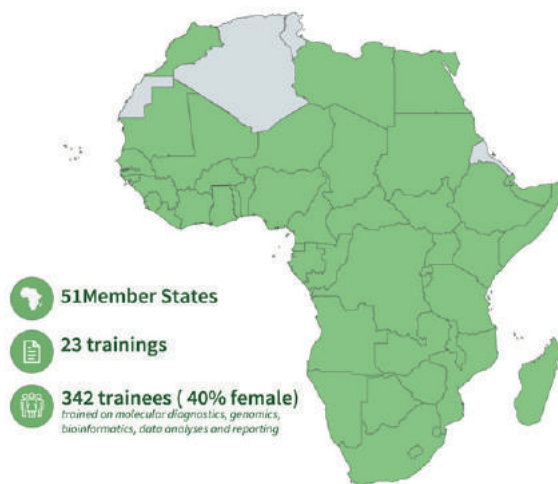 51Member States
23 trainings
342 trainees ( 40% female)
trained on molecular diagnostics, genomics,
bioinformatics, data analyses and reporting